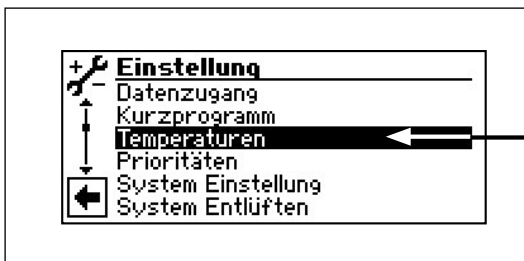 Einstellung
Datenzugang
Kurzprogramm
Temperaturen
Prioritäten
System Einstellung
System Entlüften